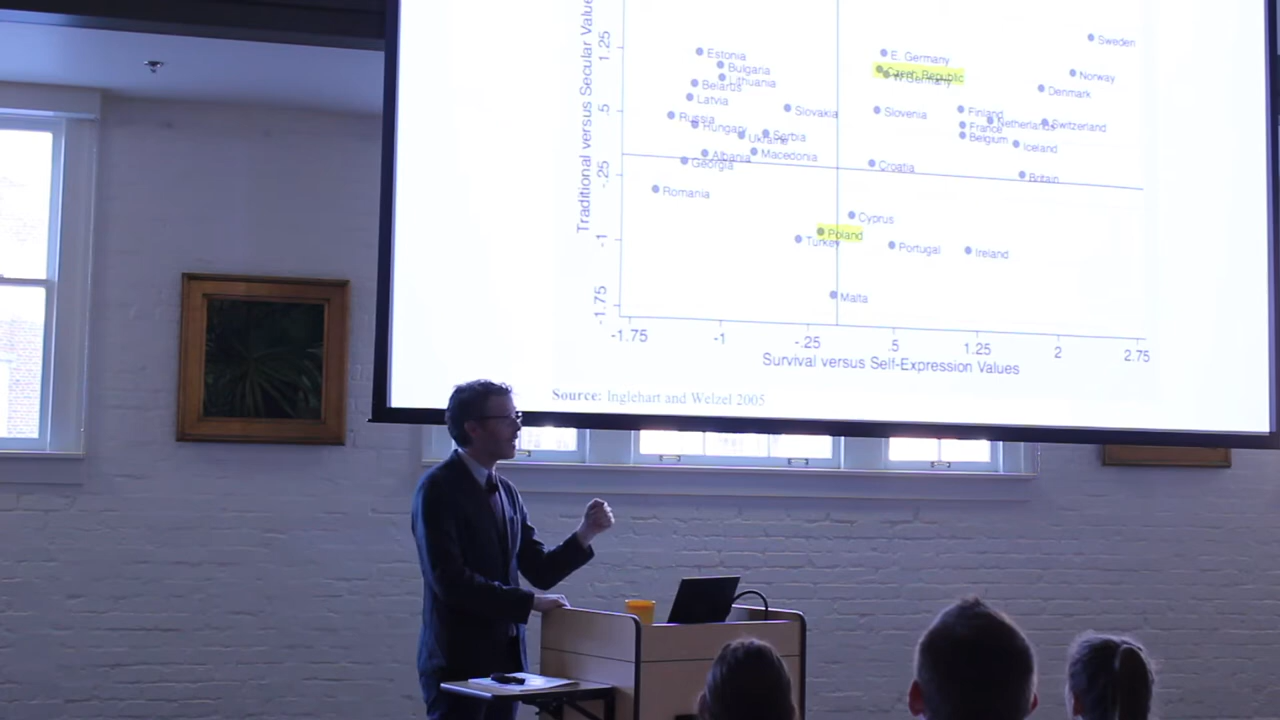 Traditional versus Secular Value
1.25
.5
-.25
-1
-1.75
Sweden
Estonia
E. Germany
Bulgaria
Czech Republic
Norway
Lithuania
W. Germany
Belarus
Denmark
Latvia
Slovakia
Slovenia
Finland
Russia
Netherlands
Switzerland
Hungary
France
Serbia
Ukraine
Belgium
Iceland
Albania
Macedonia
Georgia
Croatia
Britain
Romania
Cyprus
Poland
Turkey
Portugal
Ireland
Malta
-1.75 -1 -.25 .5 1.25 2 2.75
Survival versus Self-Expression Values
Source: Inglehart and Welzel 2005